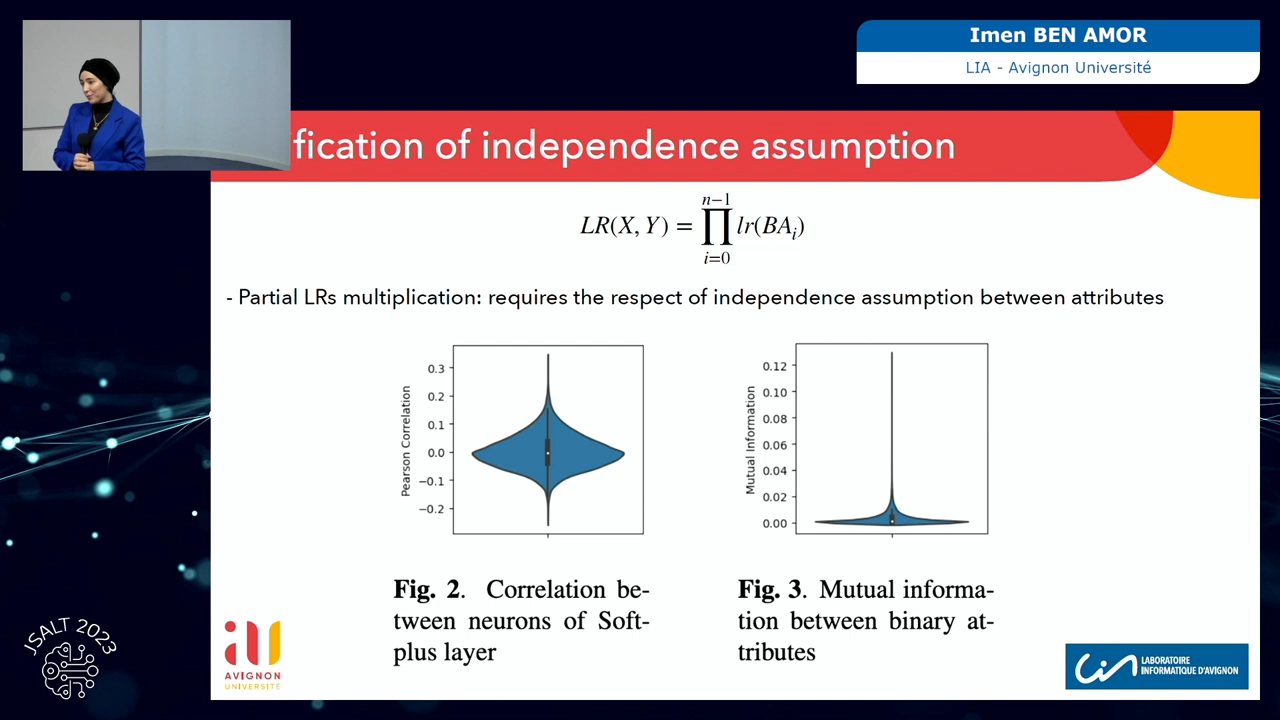 Imen BEN AMOR
LIA - Avignon Université
fication of independence assumption
LR(X, Y) = ∏_{i=0}^{n−1} lr(BA_i)
- Partial LRs multiplication: requires the respect of independence assumption between attributes
Pearson Correlation
0.3
0.2
0.1
0.0
−0.1
−0.2
Mutual Information
0.12
0.10
0.08
0.06
0.04
0.02
0.00
Fig. 2. Correlation be-
tween neurons of Soft-
plus layer
Fig. 3. Mutual informa-
tion between binary at-
tributes
JSALT 2023
AVIGNON
UNIVERSITÉ
LABORATOIRE
INFORMATIQUE D'AVIGNON